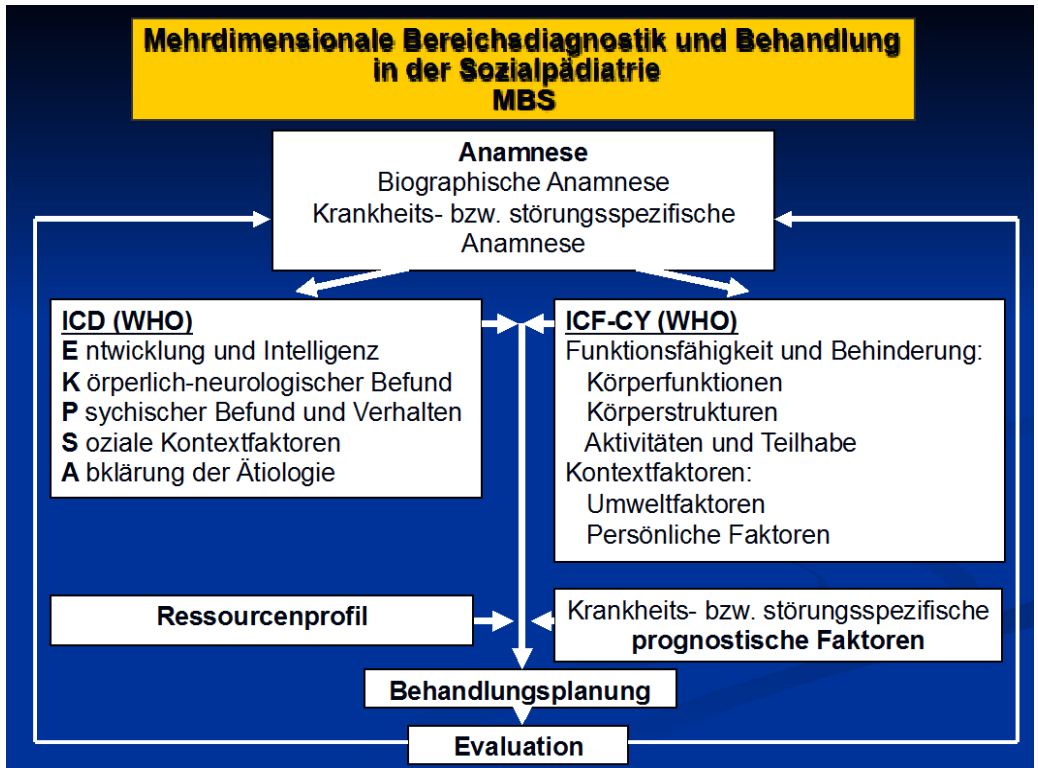 Mehrdimensionale Bereichsdiagnostik und Behandlung
in der Sozialpädiatrie
MBS
Anamnese
Biographische Anamnese
Krankheits- bzw. störungsspezifische
Anamnese
ICD (WHO)
E ntwicklung und Intelligenz
K örperlich-neurologischer Befund
P sychischer Befund und Verhalten
S oziale Kontextfaktoren
A bklärung der Ätiologie
ICF-CY (WHO)
Funktionsfähigkeit und Behinderung:
Körperfunktionen
Körperstrukturen
Aktivitäten und Teilhabe
Kontextfaktoren:
Umweltfaktoren
Persönliche Faktoren
Ressourcenprofil
Krankheits- bzw. störungsspezifische
prognostische Faktoren
Behandlungsplanung
Evaluation